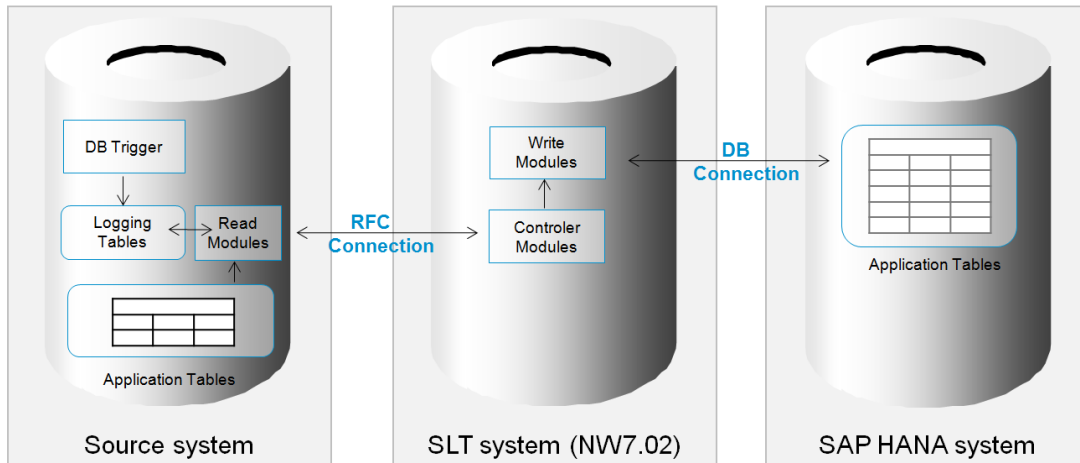 DB Trigger
Logging
Tables
Read
Modules
Application Tables
Source system
RFC
Connection
Write
Modules
Controler
Modules
SLT system (NW7.02)
DB
Connection
Application Tables
SAP HANA system